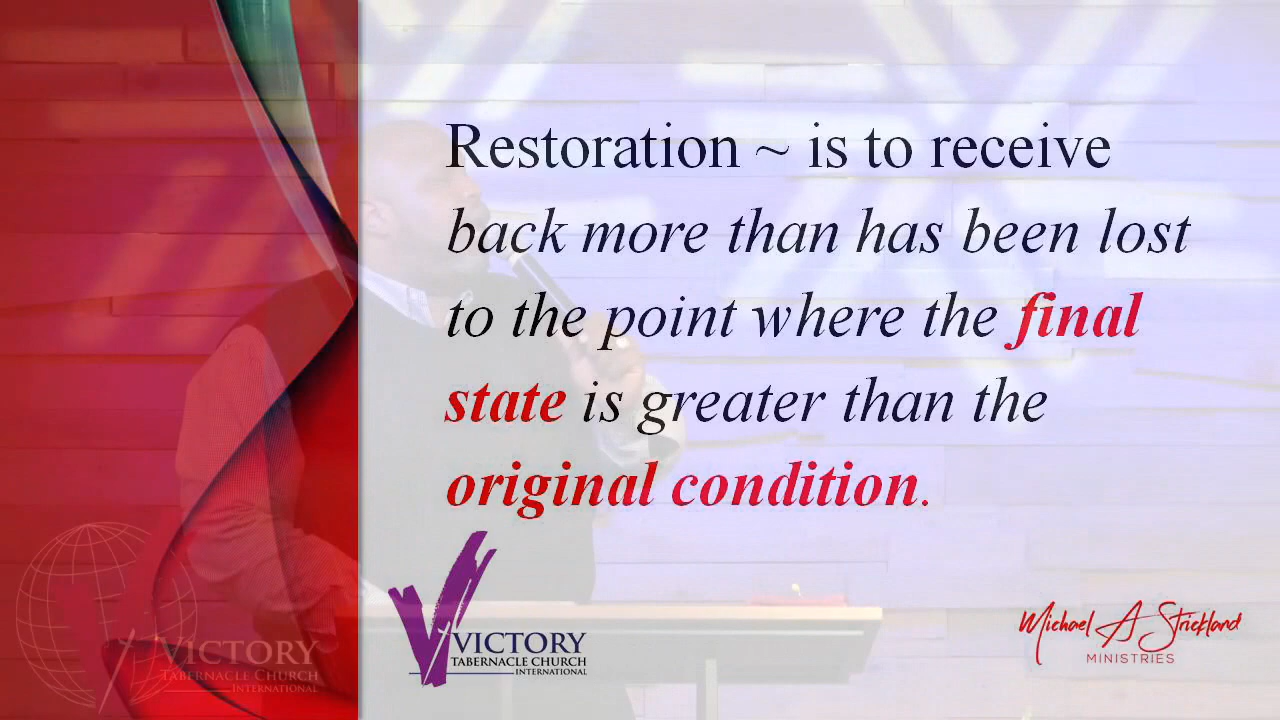 Restoration ~ is to receive
back more than has been lost
to the point where the final
state is greater than the
original condition.
VICTORY
TABERNACLE CHURCH
INTERNATIONAL
VICTORY
TABERNACLE CHURCH
INTERNATIONAL
Michael A Strickland
MINISTRIES